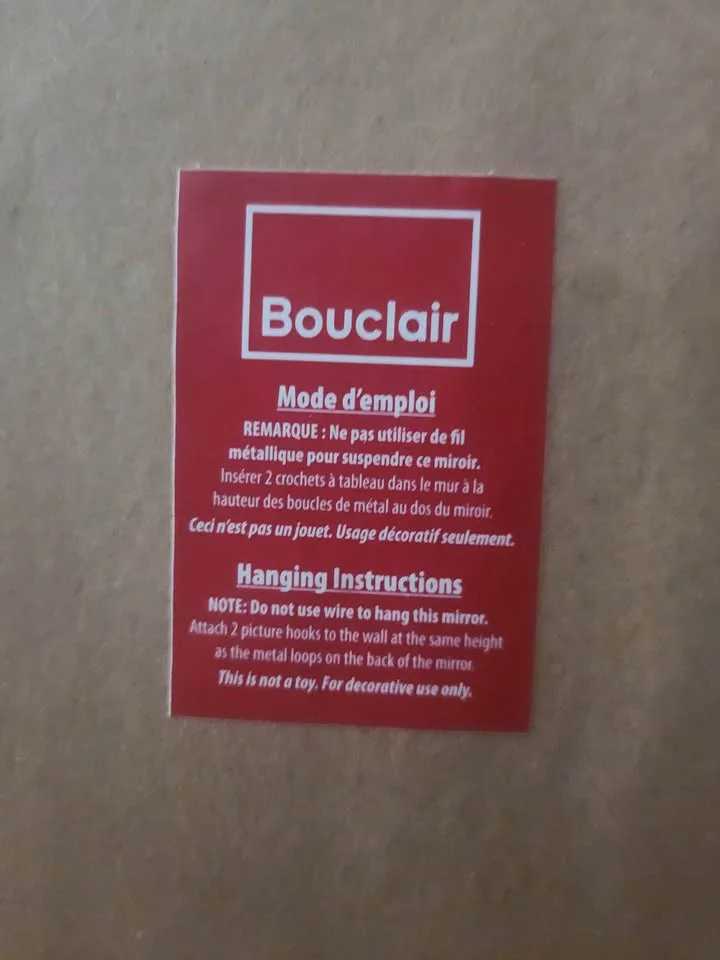 Bouclair
Mode d'emploi
REMARQUE : Ne pas utiliser de fil
métallique pour suspendre ce miroir.
Insérer 2 crochets à tableau dans le mur à la
hauteur des boucles de métal au dos du miroir.
Ceci n'est pas un jouet. Usage décoratif seulement.
Hanging Instructions
NOTE: Do not use wire to hang this mirror.
Attach 2 picture hooks to the wall at the same height
as the metal loops on the back of the mirror.
This is not a toy. For decorative use only.